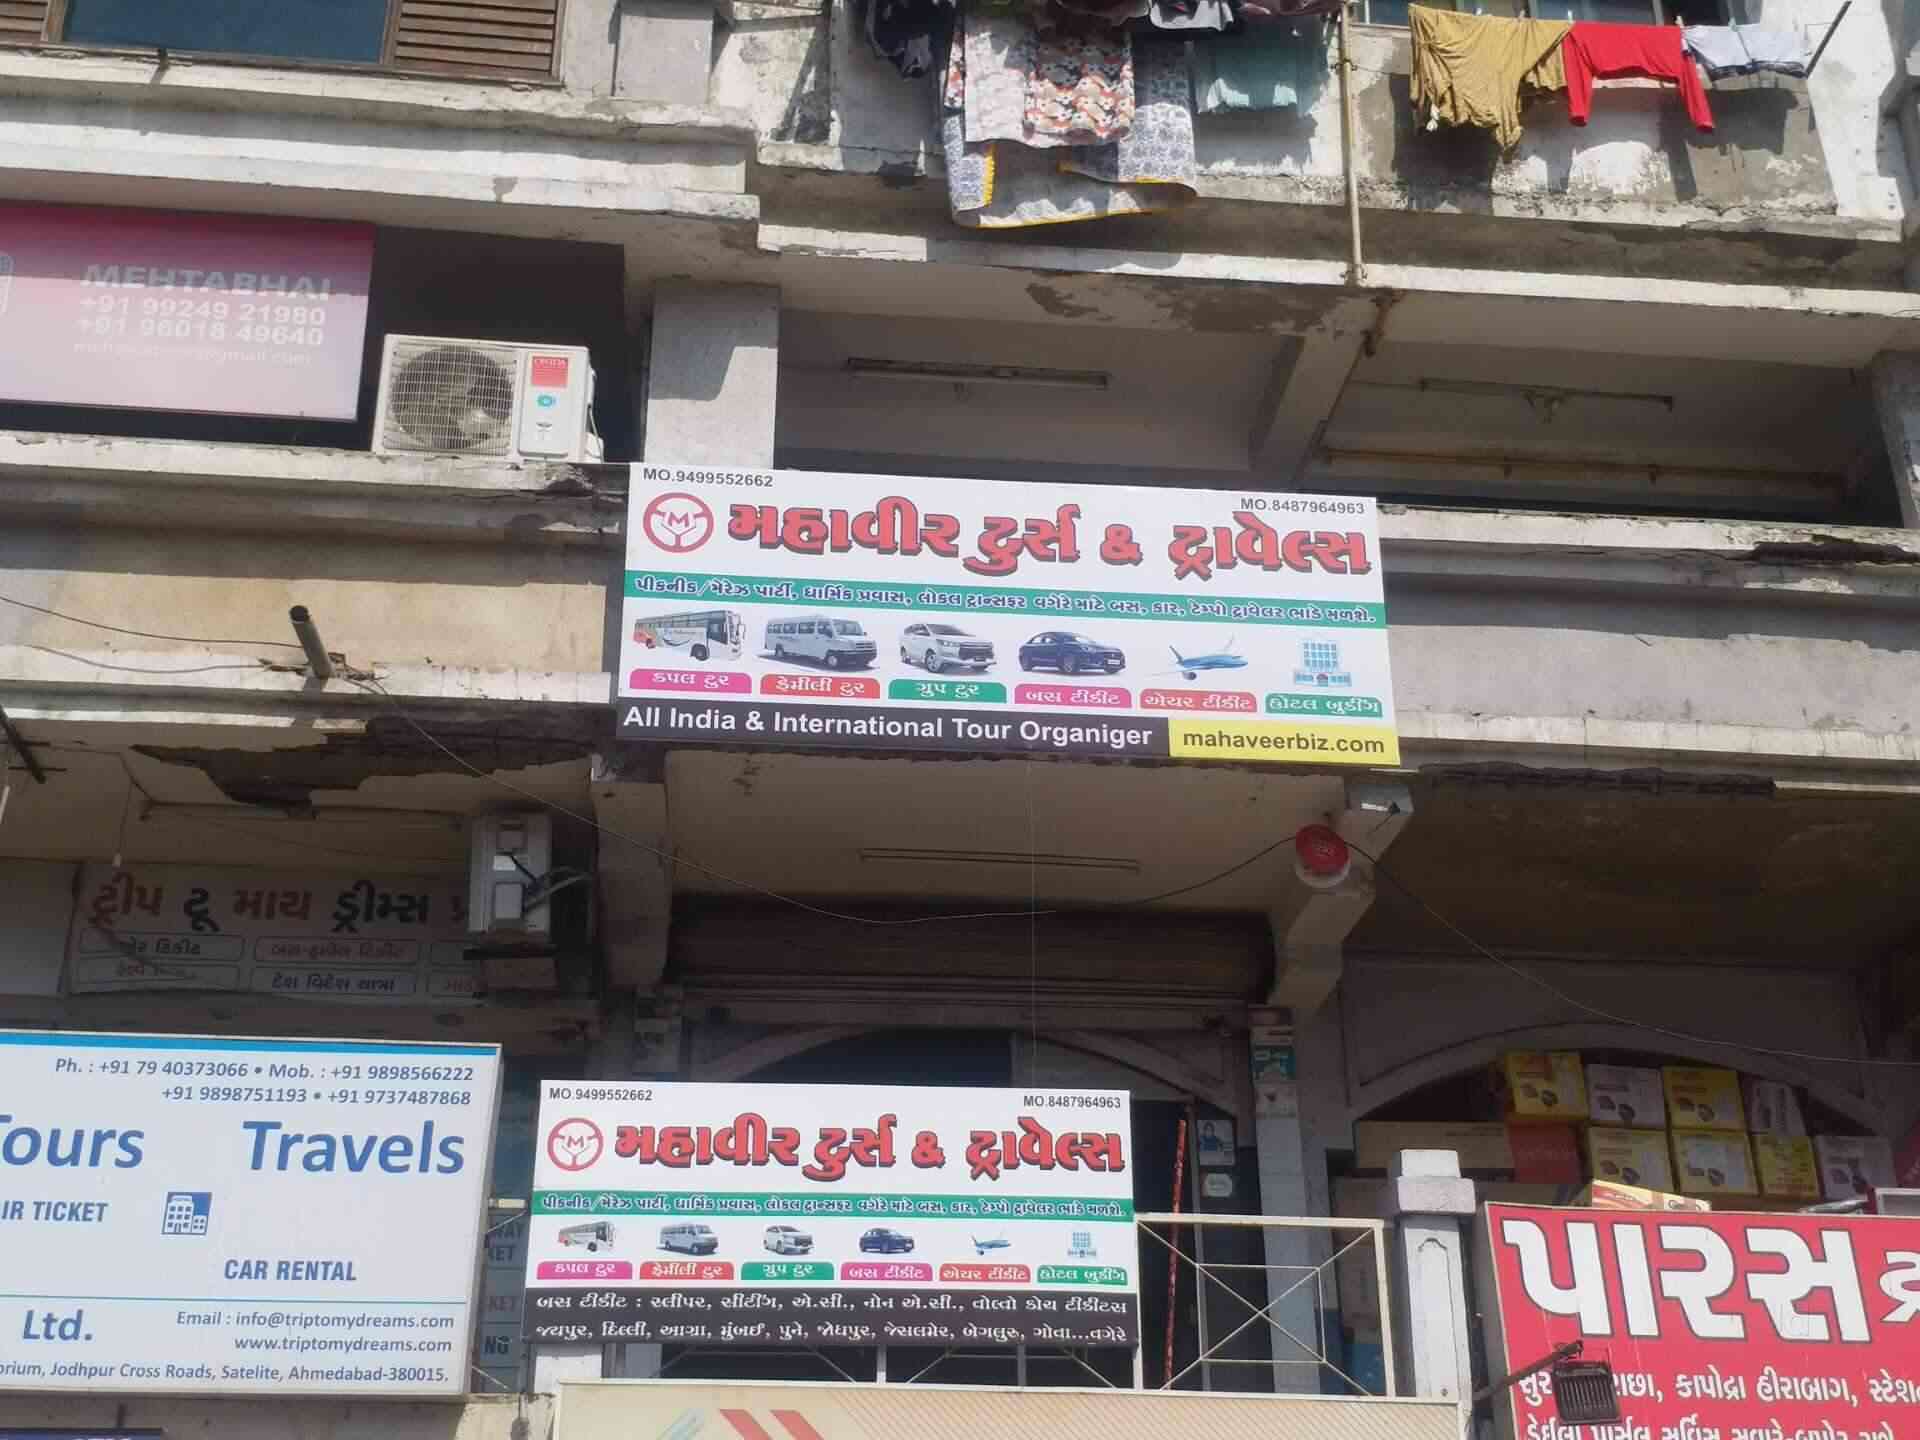 MEHTABHAI
+91 99249 21980
+91 96018 49640
ONIDA
MO.9499552662
MO.8487964963
મહાવીર ટુર્સ & ટ્રાવેલ્સ
પીકનીક/મેરેઝ પાર્ટી, ધાર્મિક પ્રવાસ, લોકલ ટ્રાન્સફર વગેરે માટે બસ, કાર, ટેમ્પો ટ્રાવેલર ભાડે મળશે.
કપલ ટુર
ફેમીલી ટુર
ગ્રુપ ટુર
બસ ટીકીટ
એયર ટીકીટ
હોટલ બુકીંગ
All India & International Tour Organiger
mahaveerbiz.com
ટ્રીપ ટૂ માય ડ્રીમ્સ
એર ટિકીટ
બસ-ટ્રાવેલ ટિકીટ
દેશ વિદેશ યાત્રા
Ph. : +91 79 40373066 • Mob. : +91 9898566222
+91 9898751193 • +91 9737487868
Tours Travels
AIR TICKET
CAR RENTAL
Ltd.
Email : info@triptomydreams.com
www.triptomydreams.com
orium, Jodhpur Cross Roads, Satelite, Ahmedabad-380015.
MO.9499552662
MO.8487964963
મહાવીર ટુર્સ & ટ્રાવેલ્સ
પીકનીક/મેરેઝ પાર્ટી, ધાર્મિક પ્રવાસ, લોકલ ટ્રાન્સફર વગેરે માટે બસ, કાર, ટેમ્પો ટ્રાવેલર ભાડે મળશે.
કપલ ટુર
ફેમીલી ટુર
ગ્રુપ ટુર
બસ ટીકીટ
એયર ટીકીટ
હોટલ બુકીંગ
બસ ટીકીટ : સ્લીપર, સીટીંગ, એ.સી., નોન એ.સી., વોલ્વો કોચ ટીકીટસ
જયપુર, દિલ્લી, આગ્રા, મુંબઈ, પુને, જોધપુર, જેસલમેર, બેગલુરુ, ગોવા...વગેરે
પારસ
કાપોદ્રા હીરાબાગ,